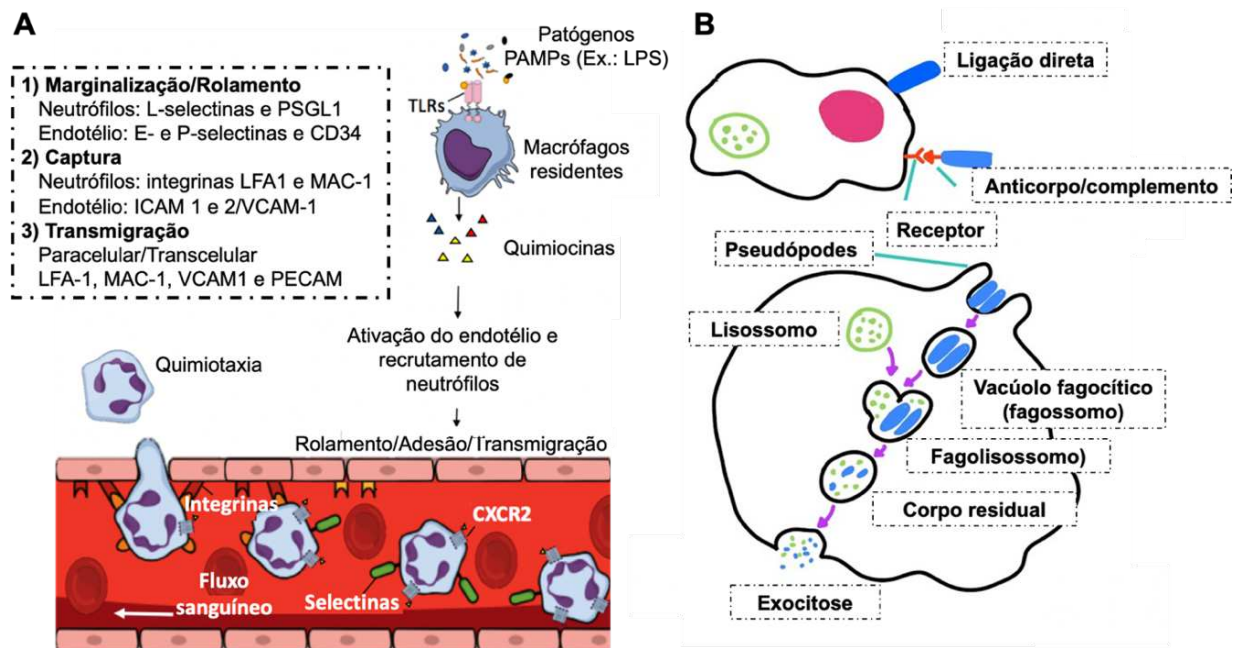 A
1) Marginalização/Rolamento
Neutrófilos: L-selectinas e PSGL1
Endotélio: E- e P-selectinas e CD34
2) Captura
Neutrófilos: integrinas LFA1 e MAC-1
Endotélio: ICAM 1 e 2/VCAM-1
3) Transmigração
Paracelular/Transcelular
LFA-1, MAC-1, VCAM1 e PECAM
Patógenos
PAMPs (Ex.: LPS)
TLRs
Macrófagos
residentes
Quimiocinas
Ativação do endotélio e
recrutamento de
neutrófilos
Quimiotaxia
Rolamento/Adesão/Transmigração
Integrinas
CXCR2
Fluxo
sanguíneo
Selectinas
B
Ligação direta
Anticorpo/complemento
Receptor
Pseudópodes
Lisossomo
Vacúolo fagocítico
(fagossomo)
Fagolisossomo)
Corpo residual
Exocitose